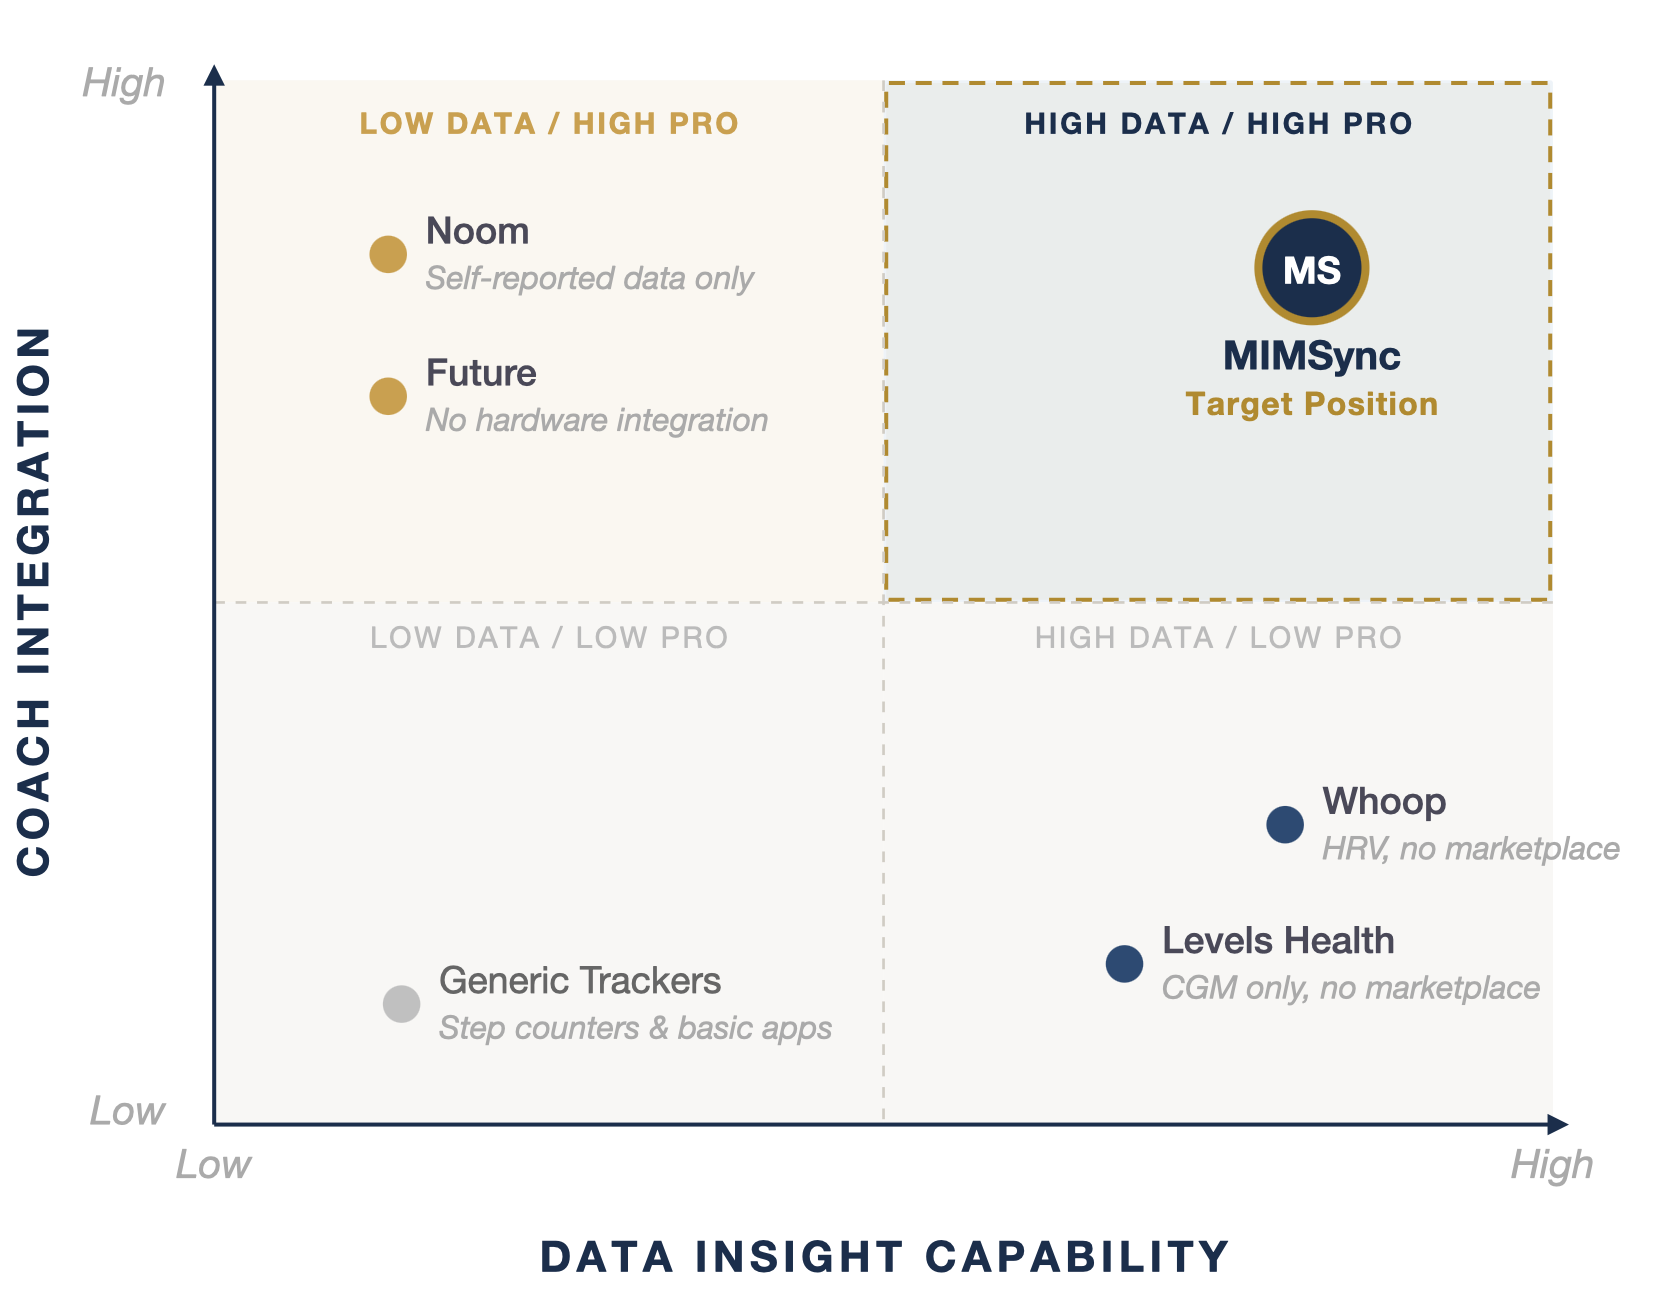 High
LOW DATA / HIGH PRO
HIGH DATA / HIGH PRO
Noom
Self-reported data only
Future
No hardware integration
MS
MIMSync
Target Position
COACH INTEGRATION
LOW DATA / LOW PRO
HIGH DATA / LOW PRO
Whoop
HRV, no marketplace
Levels Health
CGM only, no marketplace
Generic Trackers
Step counters & basic apps
Low
Low
High
DATA INSIGHT CAPABILITY